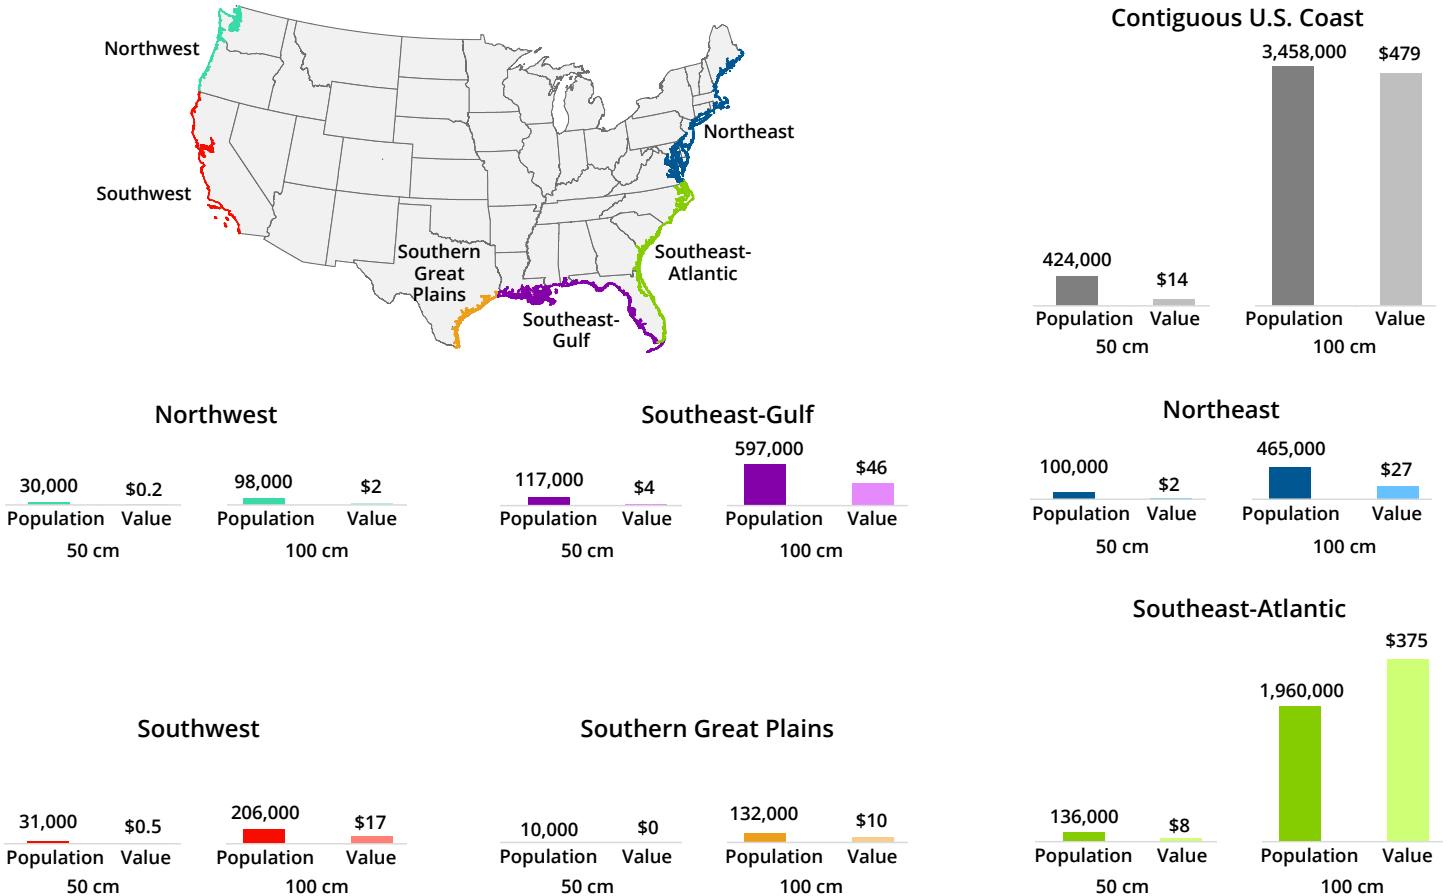 Northwest
Southwest
Southern
Great
Plains
Southeast-
Gulf
Southeast-
Atlantic
Northeast
Contiguous U.S. Coast
424,000
$14
Population
Value
50 cm
3,458,000
$479
Population
Value
100 cm
Northwest
30,000
$0.2
Population
Value
50 cm
98,000
$2
Population
Value
100 cm
Southeast-Gulf
117,000
$4
Population
Value
50 cm
597,000
$46
Population
Value
100 cm
Northeast
100,000
$2
Population
Value
50 cm
465,000
$27
Population
Value
100 cm
Southwest
31,000
$0.5
Population
Value
50 cm
206,000
$17
Population
Value
100 cm
Southern Great Plains
10,000
$0
Population
Value
50 cm
132,000
$10
Population
Value
100 cm
Southeast-Atlantic
136,000
$8
Population
Value
50 cm
1,960,000
$375
Population
Value
100 cm